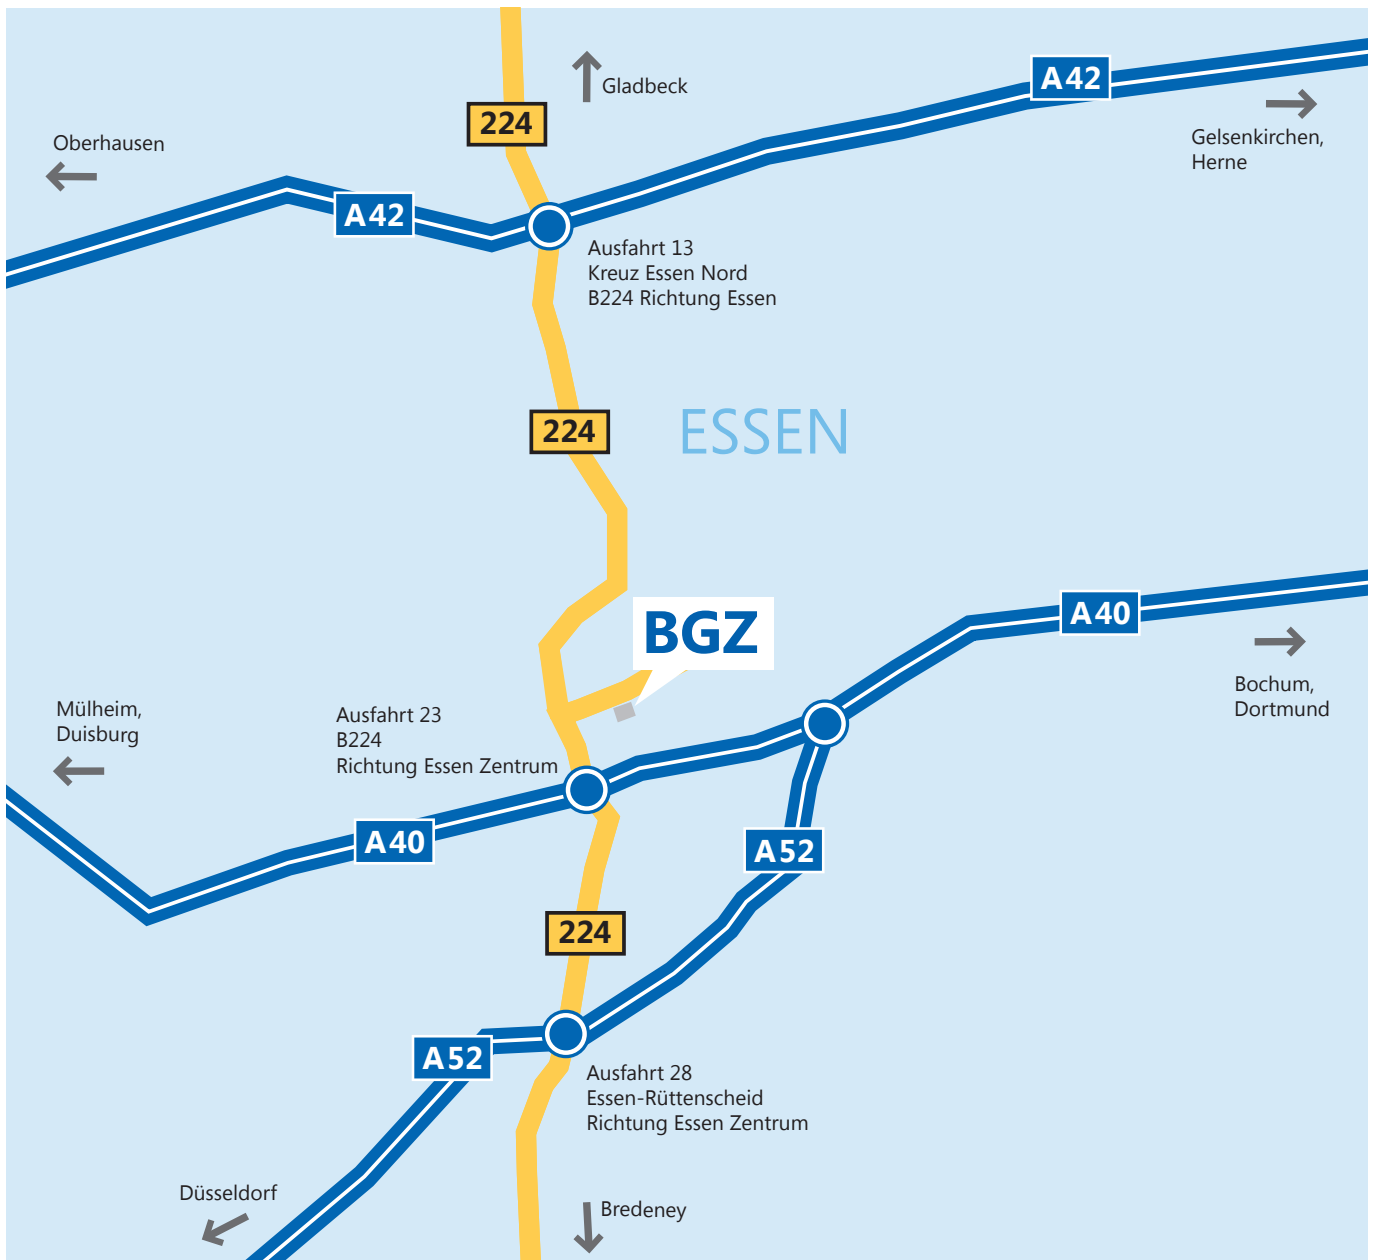 Gladbeck
A42
224
Oberhausen
Gelsenkirchen,
Herne
A42
Ausfahrt 13
Kreuz Essen Nord
B224 Richtung Essen
224
ESSEN
BGZ
A40
Bochum,
Dortmund
Mülheim,
Duisburg
Ausfahrt 23
B224
Richtung Essen Zentrum
A40
A52
224
A52
Ausfahrt 28
Essen-Rüttenscheid
Richtung Essen Zentrum
Düsseldorf
Bredeney